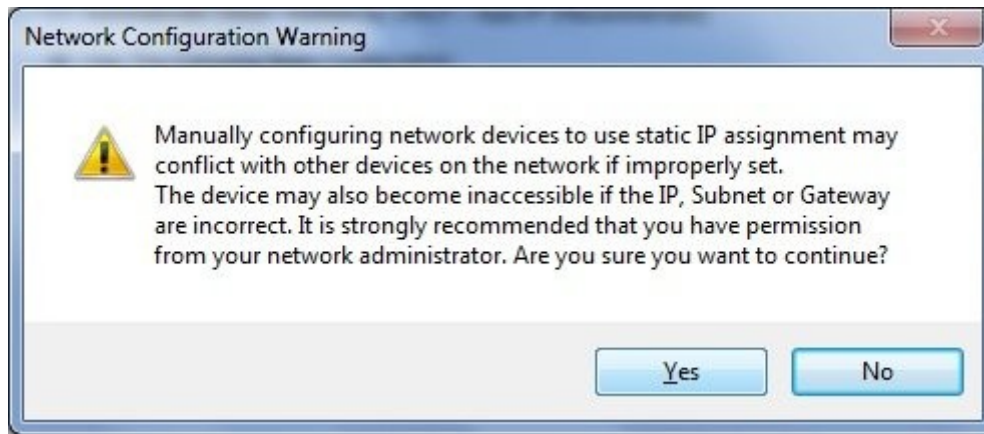 Network Configuration Warning
Manually configuring network devices to use static IP assignment may
conflict with other devices on the network if improperly set.
The device may also become inaccessible if the IP, Subnet or Gateway
are incorrect. It is strongly recommended that you have permission
from your network administrator. Are you sure you want to continue?
Yes
No